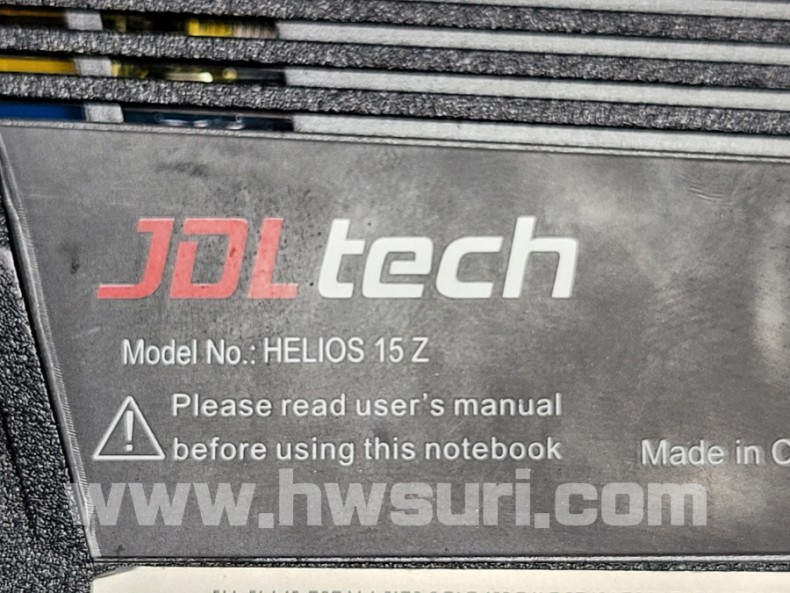 JDLtech
Model No.: HELIOS 15 Z
Please read user's manual
before using this notebook
Made in
www.hwsuri.com